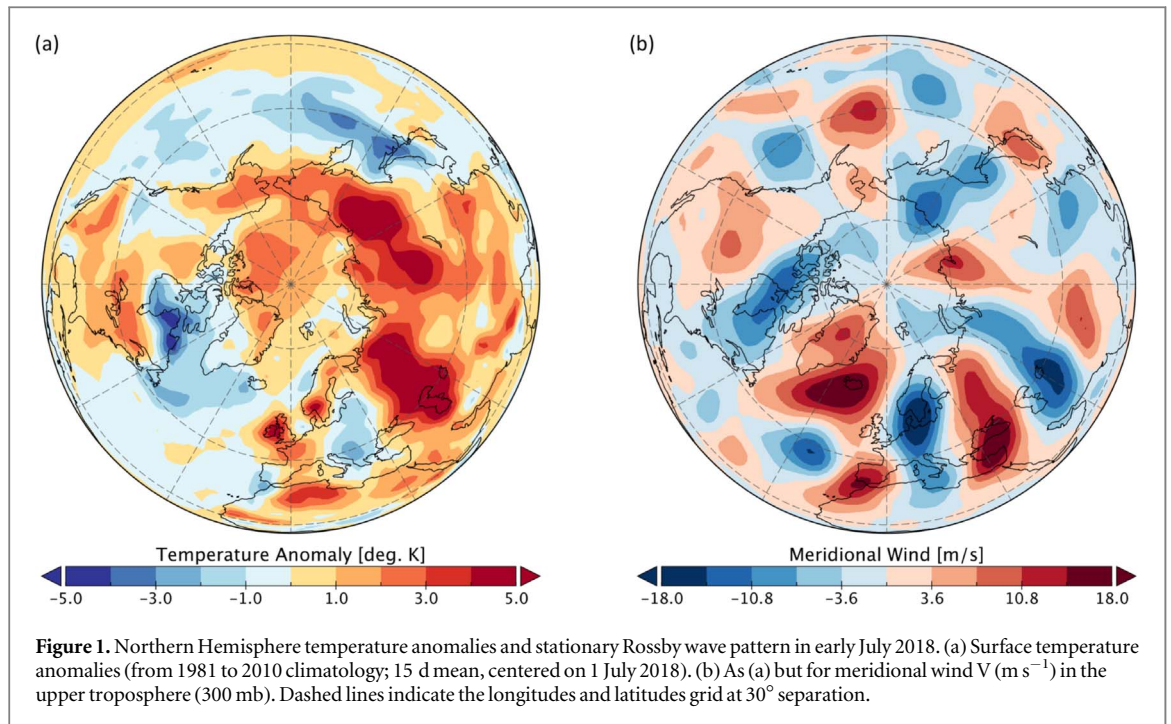 (a)
(b)
Temperature Anomaly [deg. K]
−5.0 −3.0 −1.0 1.0 3.0 5.0
Meridional Wind [m/s]
−18.0 −10.8 −3.6 3.6 10.8 18.0
Figure 1. Northern Hemisphere temperature anomalies and stationary Rossby wave pattern in early July 2018. (a) Surface temperature
anomalies (from 1981 to 2010 climatology; 15 d mean, centered on 1 July 2018). (b) As (a) but for meridional wind V (m s⁻¹) in the
upper troposphere (300 mb). Dashed lines indicate the longitudes and latitudes grid at 30° separation.